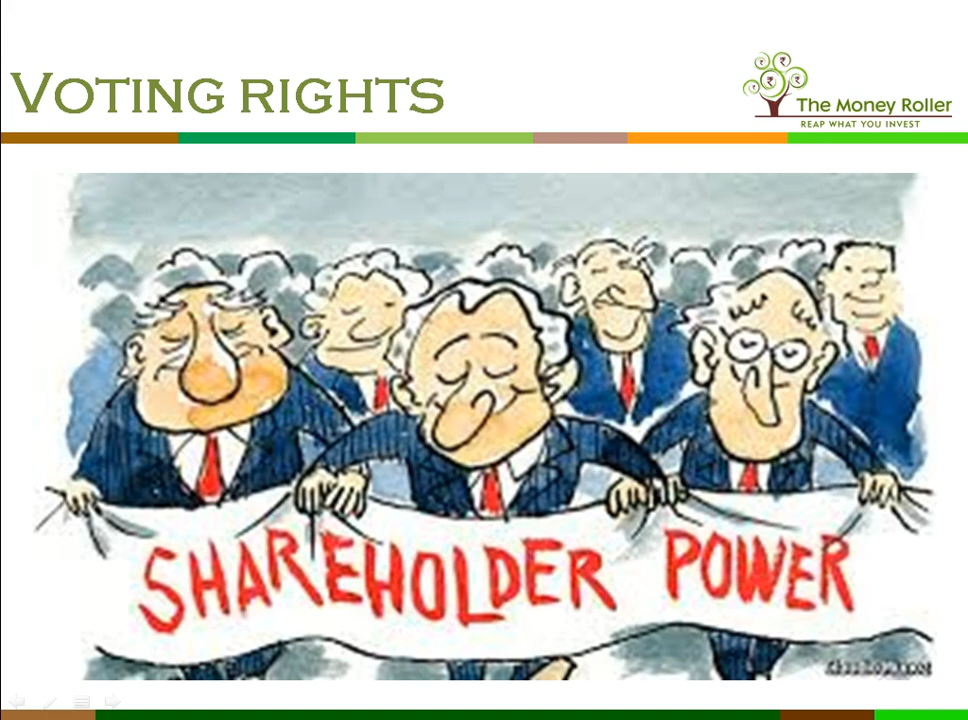 VOTING RIGHTS
The Money Roller
REAP WHAT YOU INVEST
SHAREHOLDER POWER